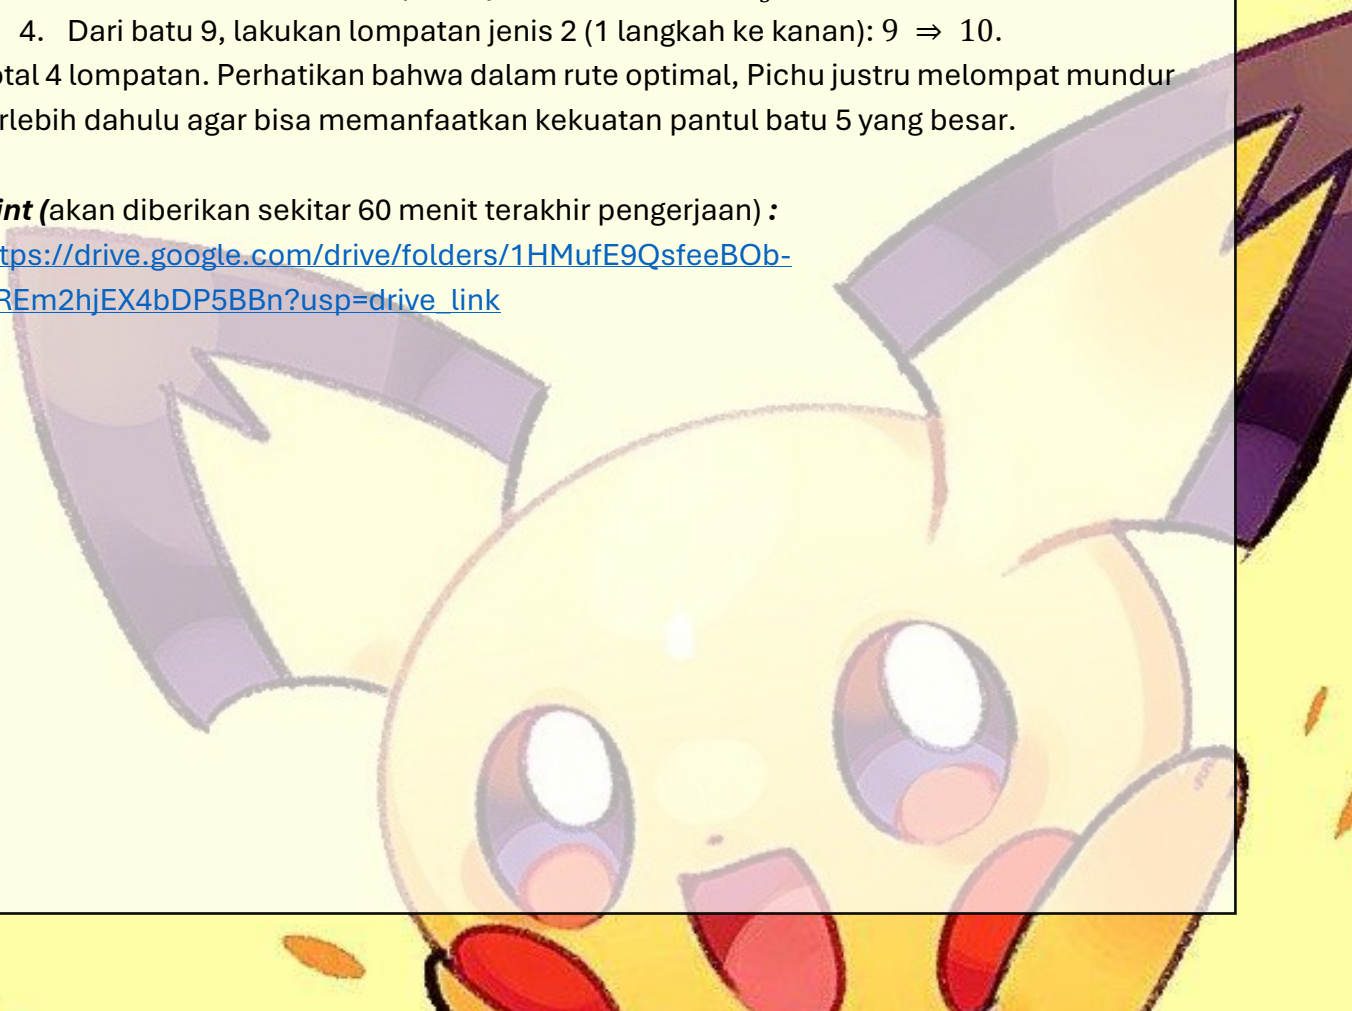 4. Dari batu 9, lakukan lompatan jenis 2 (1 langkah ke kanan): 9 ⇒ 10.
otal 4 lompatan. Perhatikan bahwa dalam rute optimal, Pichu justru melompat mundur
rlebih dahulu agar bisa memanfaatkan kekuatan pantul batu 5 yang besar.
int (akan diberikan sekitar 60 menit terakhir pengerjaan) :
tps://drive.google.com/drive/folders/1HMufE9QsfeeBOb-
REm2hjEX4bDP5BBn?usp=drive_link